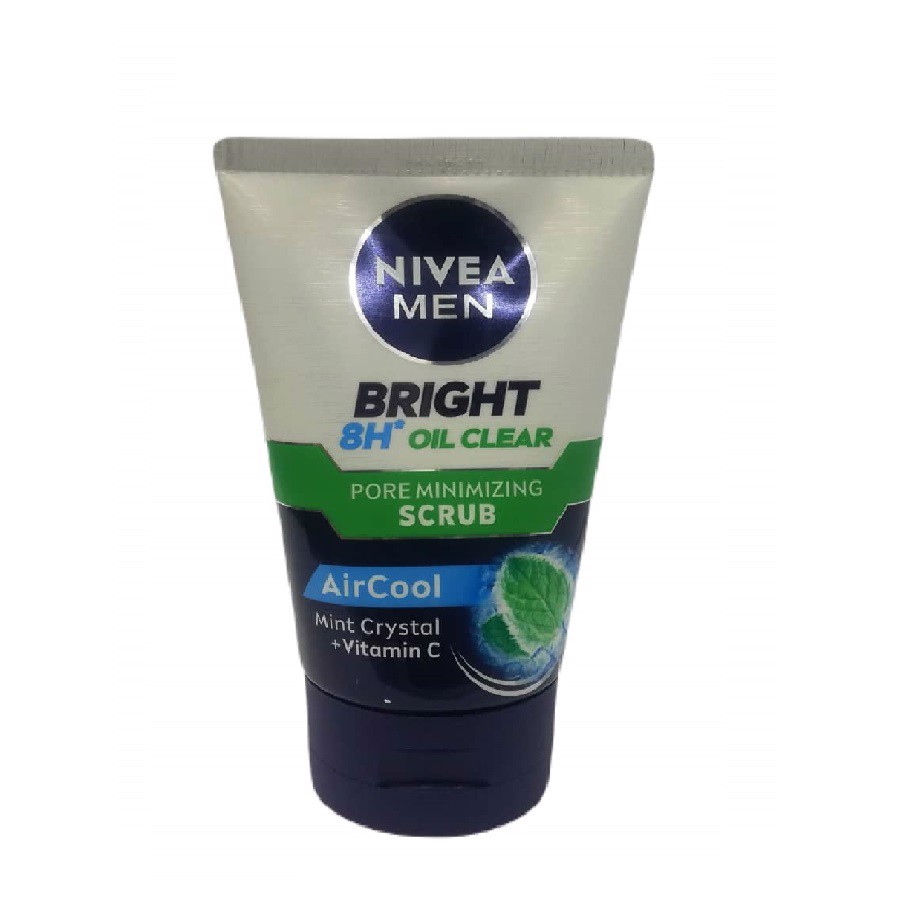 NIVEA
MEN
BRIGHT
8H* OIL CLEAR
PORE MINIMIZING
SCRUB
AirCool
Mint Crystal
+Vitamin C